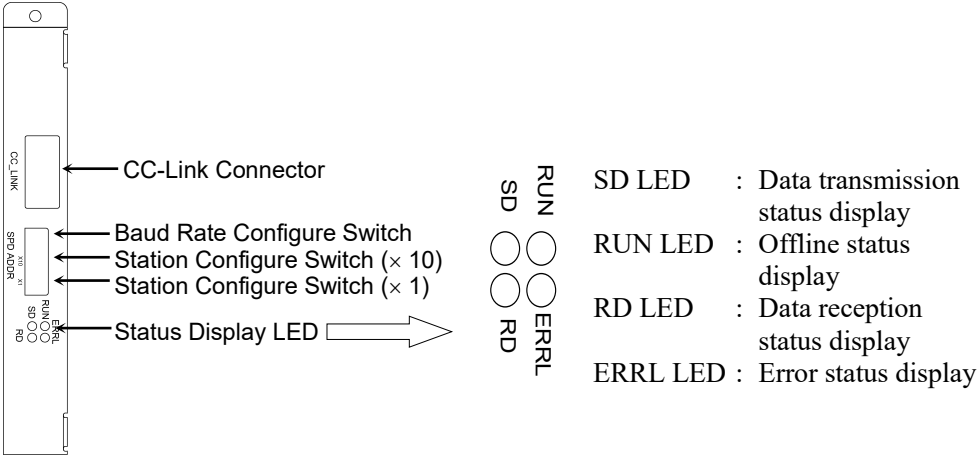 CC_LINK
CC-Link Connector
SPD ADDR
X10
X1
Baud Rate Configure Switch
Station Configure Switch (× 10)
Station Configure Switch (× 1)
RUN
ERRL
SD
RD
Status Display LED
SD
RUN
RD
ERRL
SD LED : Data transmission
status display
RUN LED : Offline status
display
RD LED : Data reception
status display
ERRL LED : Error status display